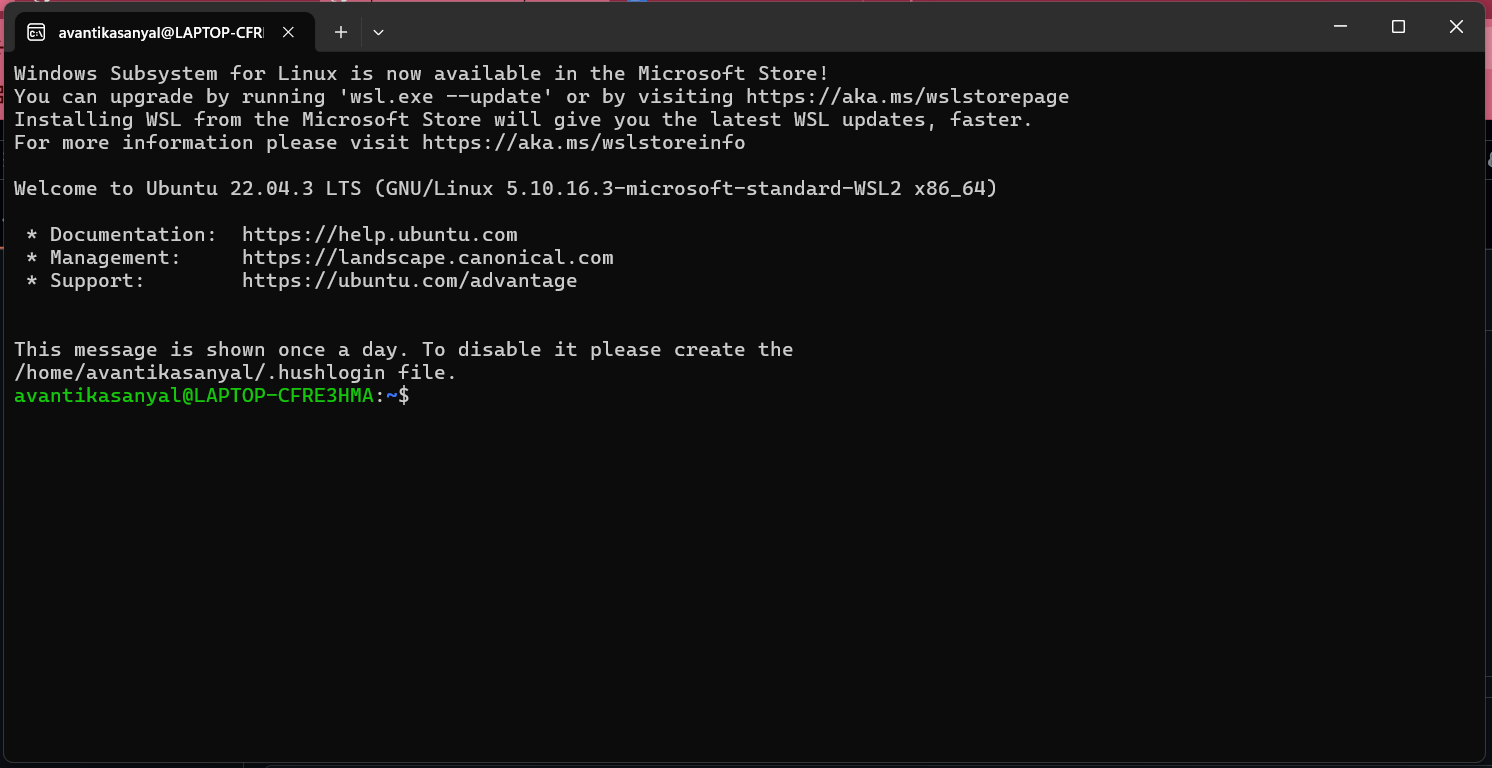 avantikasanyal@LAPTOP-CFR
Windows Subsystem for Linux is now available in the Microsoft Store!
You can upgrade by running 'wsl.exe --update' or by visiting https://aka.ms/wslstorepage
Installing WSL from the Microsoft Store will give you the latest WSL updates, faster.
For more information please visit https://aka.ms/wslstoreinfo
Welcome to Ubuntu 22.04.3 LTS (GNU/Linux 5.10.16.3-microsoft-standard-WSL2 x86_64)
* Documentation:  https://help.ubuntu.com
* Management:     https://landscape.canonical.com
* Support:        https://ubuntu.com/advantage
This message is shown once a day. To disable it please create the
/home/avantikasanyal/.hushlogin file.
avantikasanyal@LAPTOP-CFRE3HMA:~$